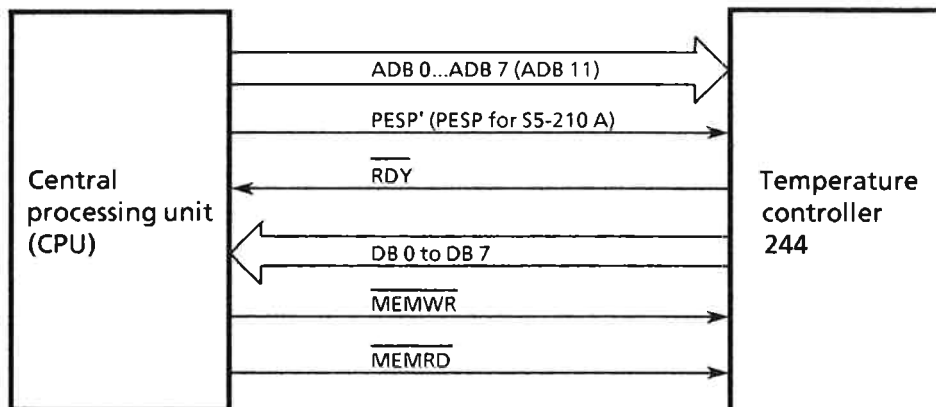 ADB 0...ADB 7 (ADB 11)
PESP' (PESP for S5-210 A)
RDY
Central
processing unit
(CPU)
Temperature
controller
244
DB 0 to DB 7
MEMWR
MEMRD